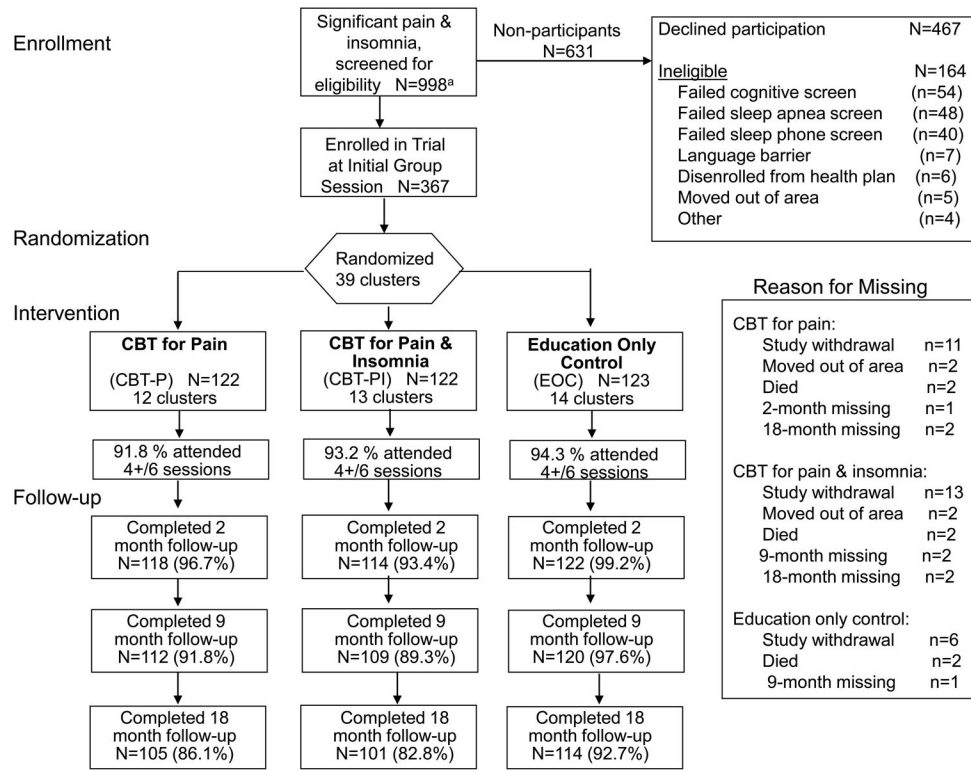 Enrollment
Significant pain &
insomnia,
screened for
eligibility N=998ª
Non-participants
N=631
Declined participation N=467
Ineligible N=164
Failed cognitive screen (n=54)
Failed sleep apnea screen (n=48)
Failed sleep phone screen (n=40)
Language barrier (n=7)
Disenrolled from health plan (n=6)
Moved out of area (n=5)
Other (n=4)
Enrolled in Trial
at Initial Group
Session N=367
Randomization
Randomized
39 clusters
Intervention
CBT for Pain
(CBT-P) N=122
12 clusters
CBT for Pain &
Insomnia
(CBT-PI) N=122
13 clusters
Education Only
Control
(EOC) N=123
14 clusters
91.8 % attended
4+/6 sessions
93.2 % attended
4+/6 sessions
94.3 % attended
4+/6 sessions
Follow-up
Completed 2
month follow-up
N=118 (96.7%)
Completed 2
month follow-up
N=114 (93.4%)
Completed 2
month follow-up
N=122 (99.2%)
Completed 9
month follow-up
N=112 (91.8%)
Completed 9
month follow-up
N=109 (89.3%)
Completed 9
month follow-up
N=120 (97.6%)
Completed 18
month follow-up
N=105 (86.1%)
Completed 18
month follow-up
N=101 (82.8%)
Completed 18
month follow-up
N=114 (92.7%)
Reason for Missing
CBT for pain:
Study withdrawal n=11
Moved out of area n=2
Died n=2
2-month missing n=1
18-month missing n=2
CBT for pain & insomnia:
Study withdrawal n=13
Moved out of area n=2
Died n=2
9-month missing n=2
18-month missing n=2
Education only control:
Study withdrawal n=6
Died n=2
9-month missing n=1